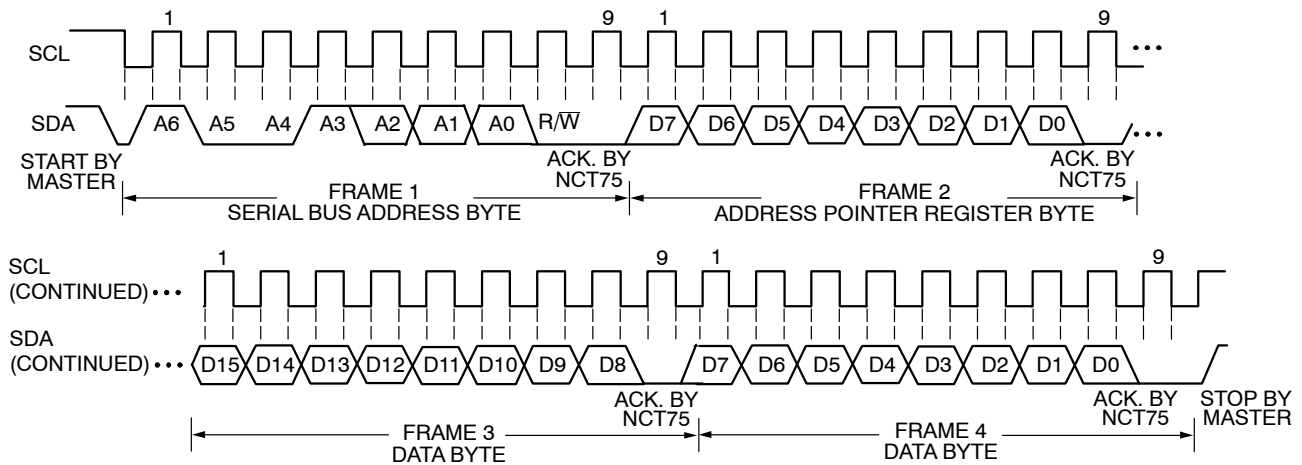 1 9 1 9
SCL
SDA A6 A5 A4 A3 A2 A1 A0 R/W̅ D7 D6 D5 D4 D3 D2 D1 D0
START BY
MASTER
ACK. BY
NCT75
ACK. BY
NCT75
FRAME 1
SERIAL BUS ADDRESS BYTE
FRAME 2
ADDRESS POINTER REGISTER BYTE
1 9 1 9
SCL
(CONTINUED)
SDA
(CONTINUED) D15 D14 D13 D12 D11 D10 D9 D8 D7 D6 D5 D4 D3 D2 D1 D0
ACK. BY
NCT75
ACK. BY
NCT75
STOP BY
MASTER
FRAME 3
DATA BYTE
FRAME 4
DATA BYTE